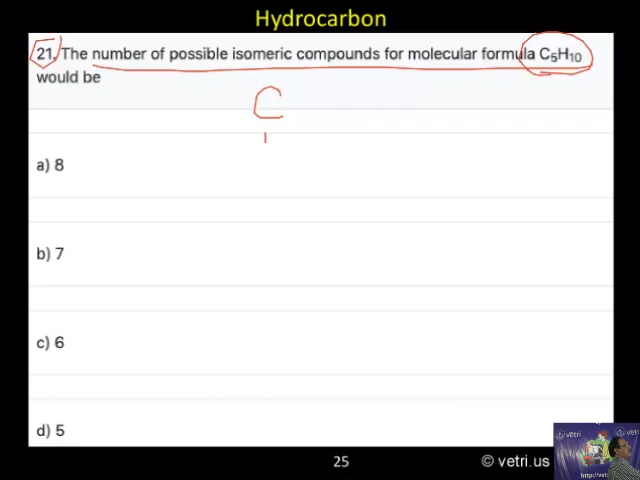 Hydrocarbon
21. The number of possible isomeric compounds for molecular formula C₅H₁₀
would be
C
a) 8
b) 7
c) 6
d) 5
25
© vetri.us
vetri